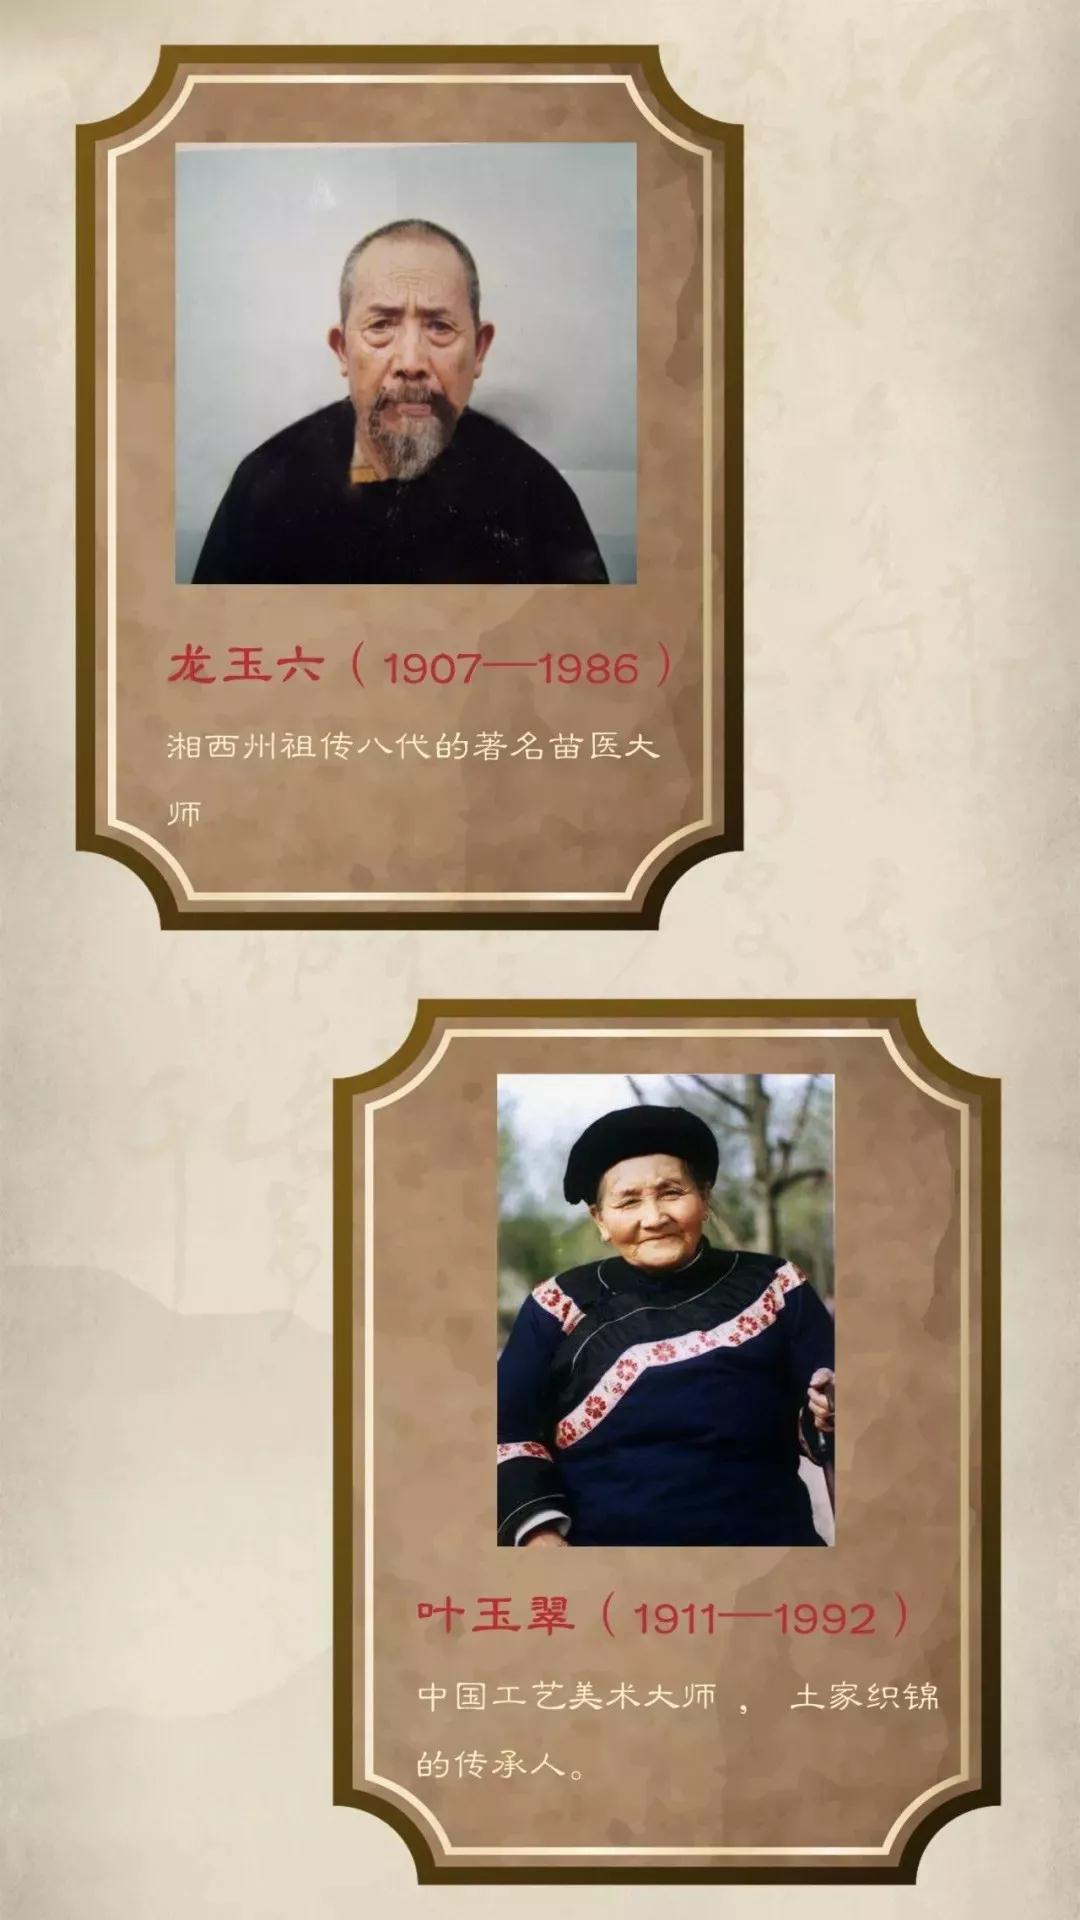 龙玉六（1907—1986）
湘西州祖传八代的著名苗医大
师
叶玉翠（1911—1992）
中国工艺美术大师， 土家织锦
的传承人。